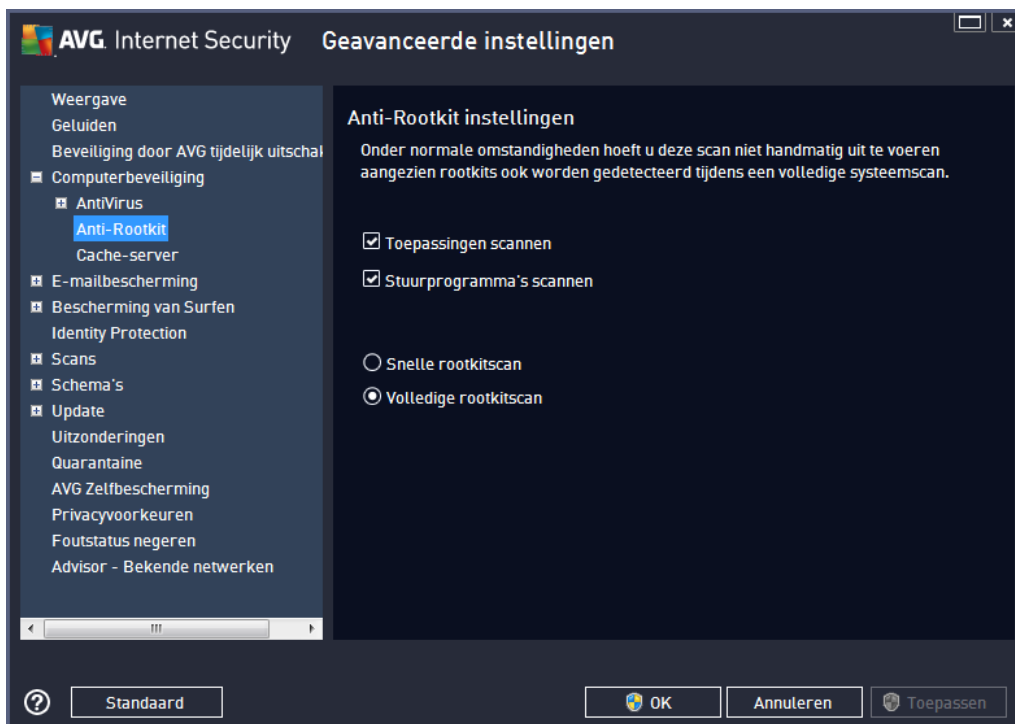 AVG. Internet Security Geavanceerde instellingen
Weergave
Geluiden
Beveiliging door AVG tijdelijk uitschal
Computerbeveiliging
AntiVirus
Anti-Rootkit
Cache-server
E-mailbescherming
Bescherming van Surfen
Identity Protection
Scans
Schema's
Update
Uitzonderingen
Quarantaine
AVG Zelfbescherming
Privacyvoorkeuren
Foutstatus negeren
Advisor - Bekende netwerken
Anti-Rootkit instellingen
Onder normale omstandigheden hoeft u deze scan niet handmatig uit te voeren
aangezien rootkits ook worden gedetecteerd tijdens een volledige systeemscan.
Toepassingen scannen
Stuurprogramma's scannen
Snelle rootkitscan
Volledige rootkitscan
Standaard
OK
Annuleren
Toepassen